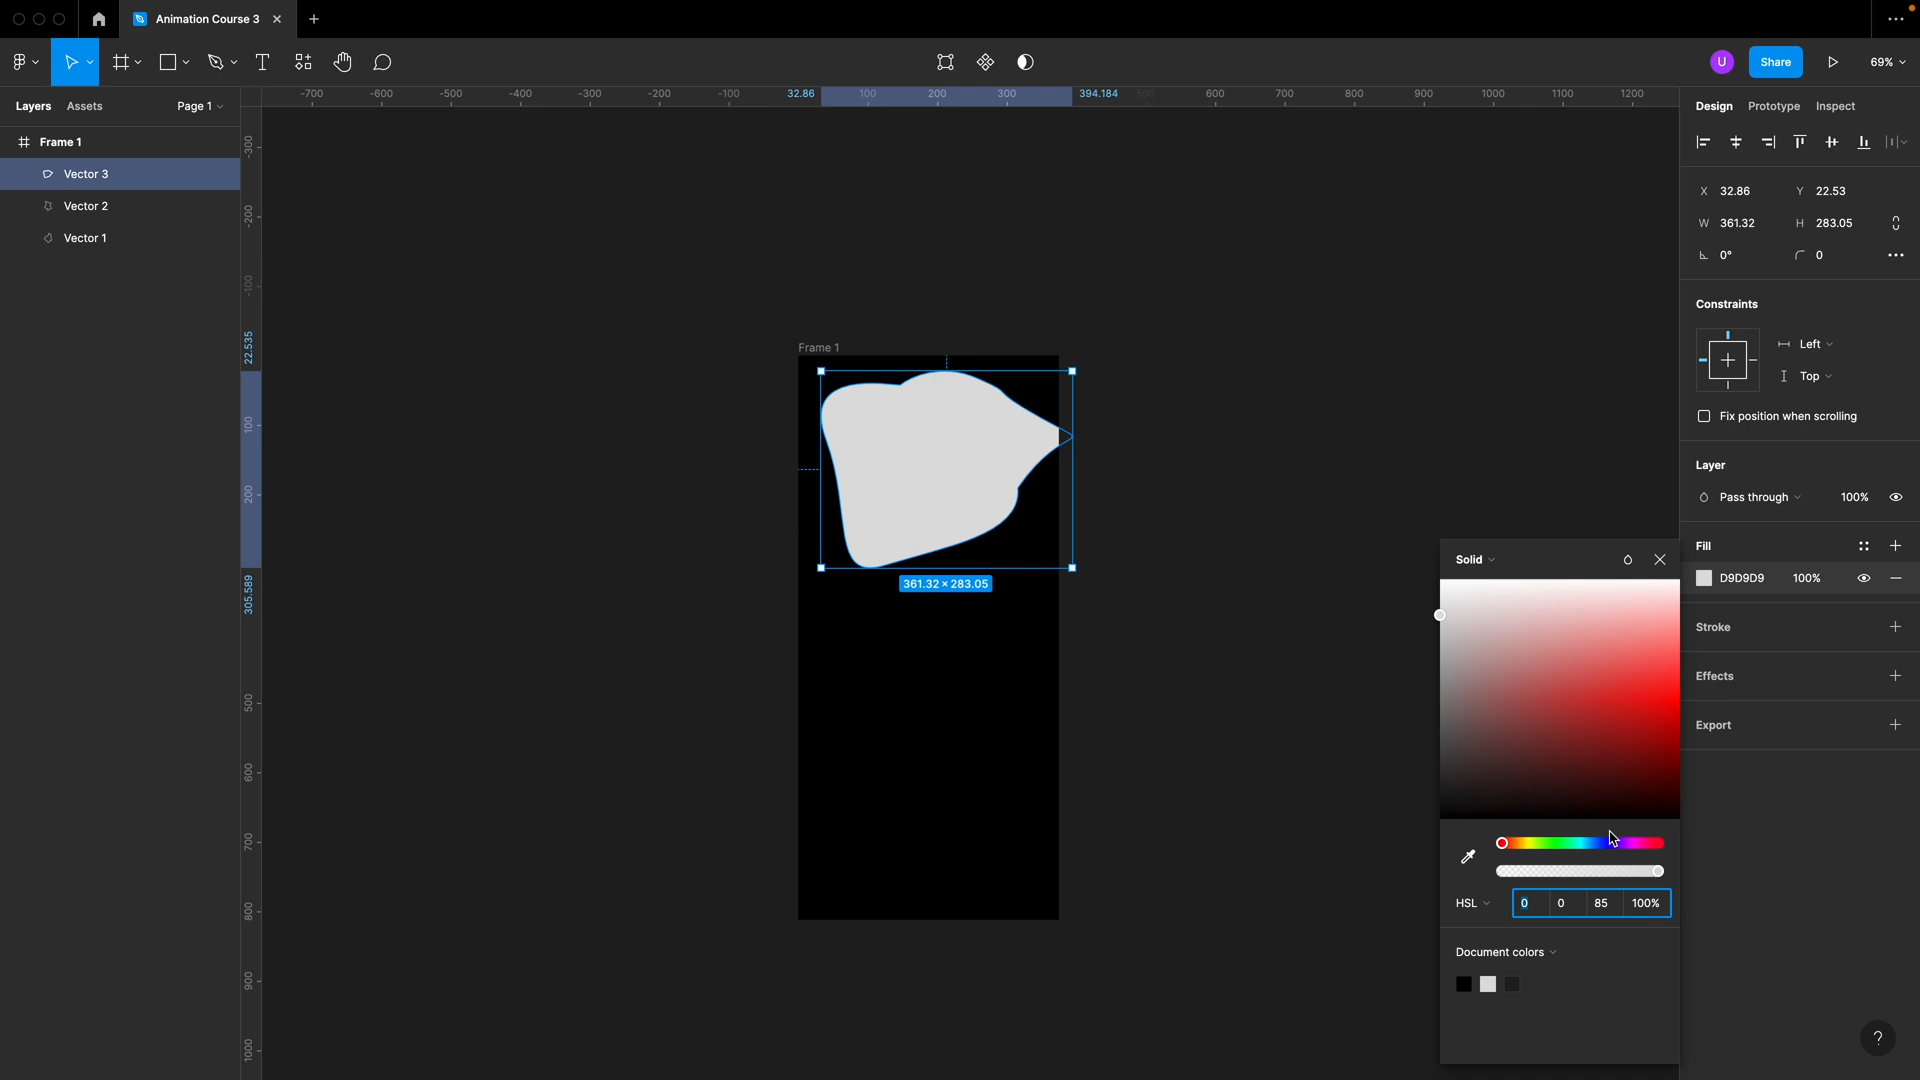 Animation Course 3
U
Share
69%
Layers
Assets
Page 1
-700
-600
-500
-400
-300
-200
-100
32.86
100
200
300
394.184
500
600
700
800
900
1000
1100
1200
Design
Prototype
Inspect
Frame 1
Vector 3
Vector 2
Vector 1
-300
-200
-100
22.535
100
200
305.589
500
600
700
800
900
1000
Frame 1
361.32 × 283.05
X 32.86
Y 22.53
W 361.32
H 283.05
0°
0
Constraints
Left
Top
Fix position when scrolling
Layer
Pass through
100%
Fill
D9D9D9
100%
Stroke
Effects
Export
Solid
HSL
0
0
85
100%
Document colors
?